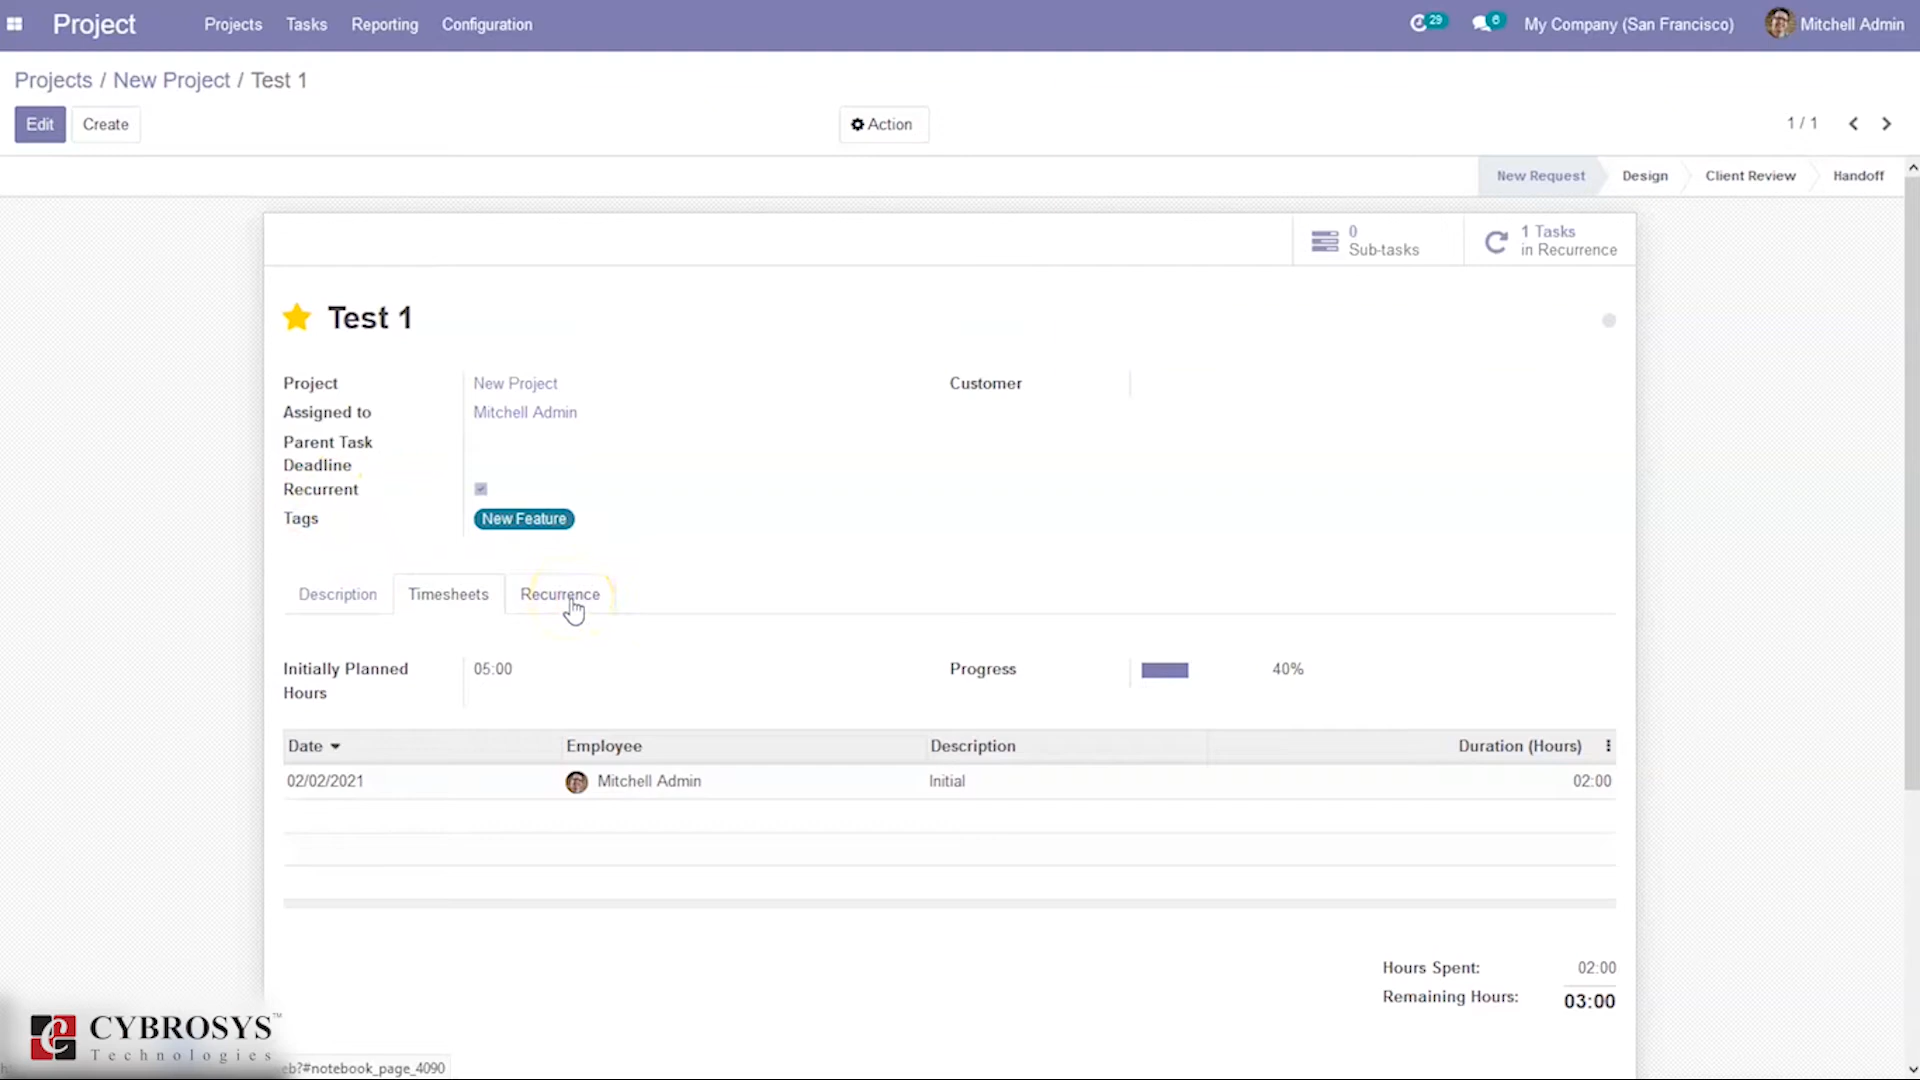 Project
Projects
Tasks
Reporting
Configuration
29
6
My Company (San Francisco)
Mitchell Admin
Projects / New Project / Test 1
Edit
Create
Action
1 / 1
New Request
Design
Client Review
Handoff
0
Sub-tasks
1 Tasks
in Recurrence
Test 1
Project
New Project
Customer
Assigned to
Mitchell Admin
Parent Task
Deadline
Recurrent
Tags
New Feature
Description
Timesheets
Recurrence
Initially Planned
Hours
05:00
Progress
40%
Date
Employee
Description
Duration (Hours)
02/02/2021
Mitchell Admin
Initial
02:00
Hours Spent:
02:00
Remaining Hours:
03:00
CYBROSYS™
Technologies
eb?#notebook_page_4090